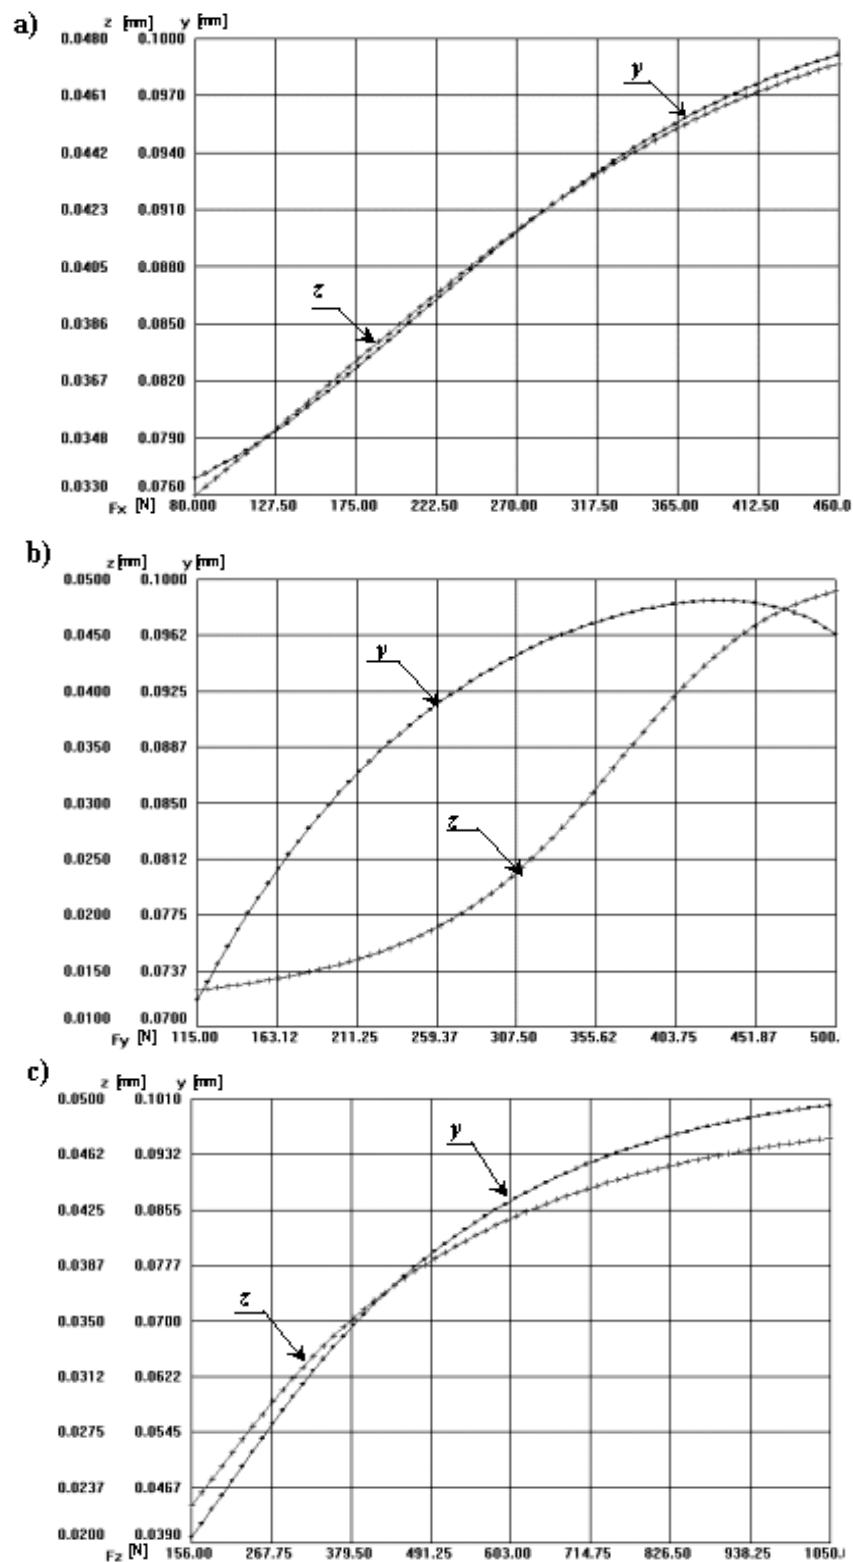 a)
z [mm] y [mm]
0.0480 0.1000
0.0461 0.0970
0.0442 0.0940
0.0423 0.0910
0.0405 0.0880
0.0386 0.0850
0.0367 0.0820
0.0348 0.0790
0.0330 0.0760
y
z
Fx [N] 80.000 127.50 175.00 222.50 270.00 317.50 365.00 412.50 460.0
b)
z [mm] y [mm]
0.0500 0.1000
0.0450 0.0962
0.0400 0.0925
0.0350 0.0887
0.0300 0.0850
0.0250 0.0812
0.0200 0.0775
0.0150 0.0737
0.0100 0.0700
y
z
Fy [N] 115.00 163.12 211.25 259.37 307.50 355.62 403.75 451.87 500.
c)
z [mm] y [mm]
0.0500 0.1010
0.0462 0.0932
0.0425 0.0855
0.0387 0.0777
0.0350 0.0700
0.0312 0.0622
0.0275 0.0545
0.0237 0.0467
0.0200 0.0390
y
z
Fz [N] 156.00 267.75 379.50 491.25 603.00 714.75 826.50 938.25 1050.